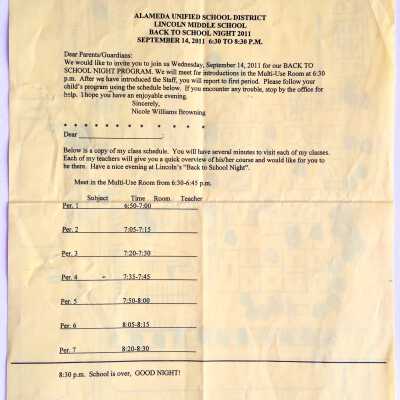 ALAMEDA UNIFIED SCHOOL DISTRICT
LINCOLN MIDDLE SCHOOL
BACK TO SCHOOL NIGHT 2011
SEPTEMBER 14, 2011 6:30 TO 8:30 P.M.
Dear Parents/Guardians:
We would like to invite you to join us Wednesday, September 14, 2011 for our BACK TO
SCHOOL NIGHT PROGRAM. We will meet for introductions in the Multi-Use Room at 6:30
p.m. After we have introduced the Staff, you will report to first period. Please follow your
child's program using the schedule below. If you encounter any trouble, stop by the office for
help. I hope you have an enjoyable evening.
Sincerely,
Nicole Williams Browning
* * * * * * * * * * * *
Dear
Below is a copy of my class schedule. You will have several minutes to visit each of my classes.
Each of my teachers will give you a quick overview of his/her course and would like for you to
be there. Have a nice evening at Lincoln's "Back to School Night".
Meet in the Multi-Use Room from 6:30-6:45 p.m.
Subject Time Room Teacher
Per. 1 6:50-7:00
Per. 2 7:05-7:15
Per. 3 7:20-7:30
Per. 4 7:35-7:45
Per. 5 7:50-8:00
Per. 6 8:05-8:15
Per. 7 8:20-8:30
8:30 p.m. School is over, GOOD NIGHT!